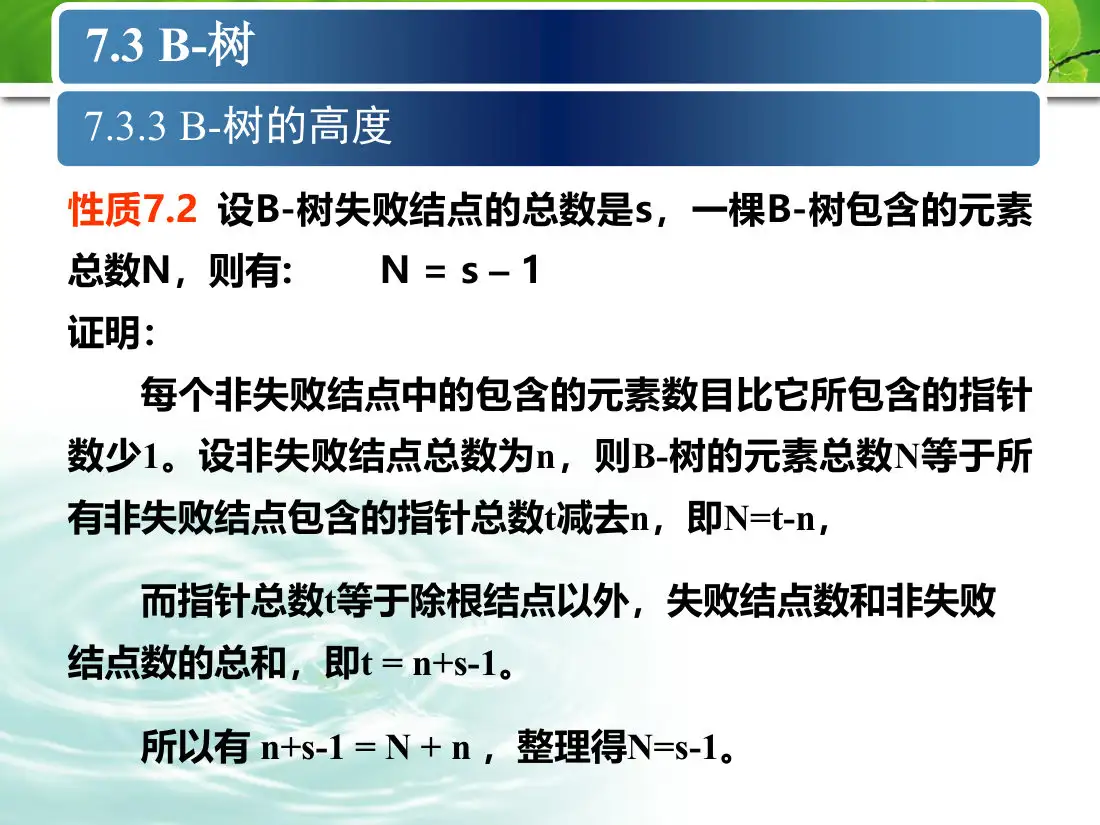 7.3 B-树
7.3.3 B-树的高度
性质7.2 设B-树失败结点的总数是s，一棵B-树包含的元素
总数N，则有: N = s – 1
证明：
每个非失败结点中的包含的元素数目比它所包含的指针
数少1。设非失败结点总数为n，则B-树的元素总数N等于所
有非失败结点包含的指针总数t减去n，即N=t-n，
而指针总数t等于除根结点以外，失败结点数和非失败
结点数的总和，即t = n+s-1。
所以有 n+s-1 = N + n ，整理得N=s-1。